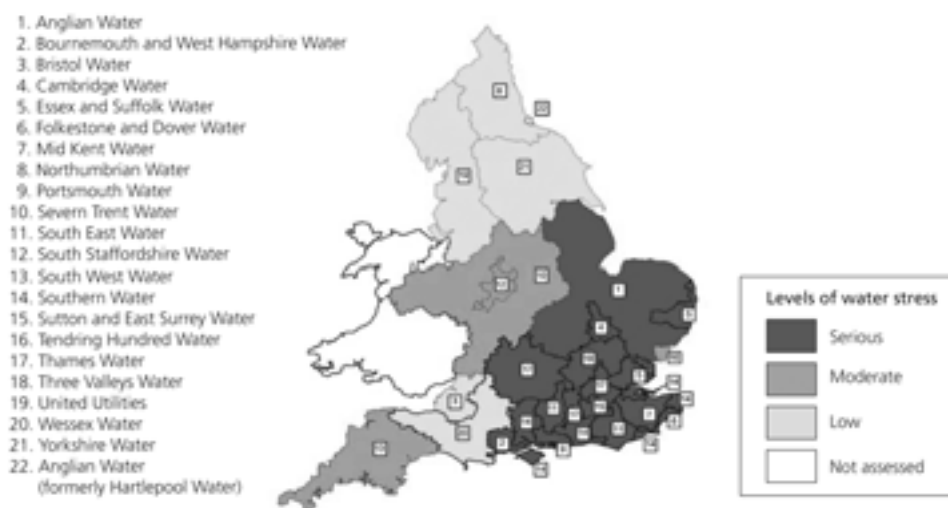 1. Anglian Water
2. Bournemouth and West Hampshire Water
3. Bristol Water
4. Cambridge Water
5. Essex and Suffolk Water
6. Folkestone and Dover Water
7. Mid Kent Water
8. Northumbrian Water
9. Portsmouth Water
10. Severn Trent Water
11. South East Water
12. South Staffordshire Water
13. South West Water
14. Southern Water
15. Sutton and East Surrey Water
16. Tendring Hundred Water
17. Thames Water
18. Three Valleys Water
19. United Utilities
20. Wessex Water
21. Yorkshire Water
22. Anglian Water
(formerly Hartlepool Water)
Levels of water stress
Serious
Moderate
Low
Not assessed